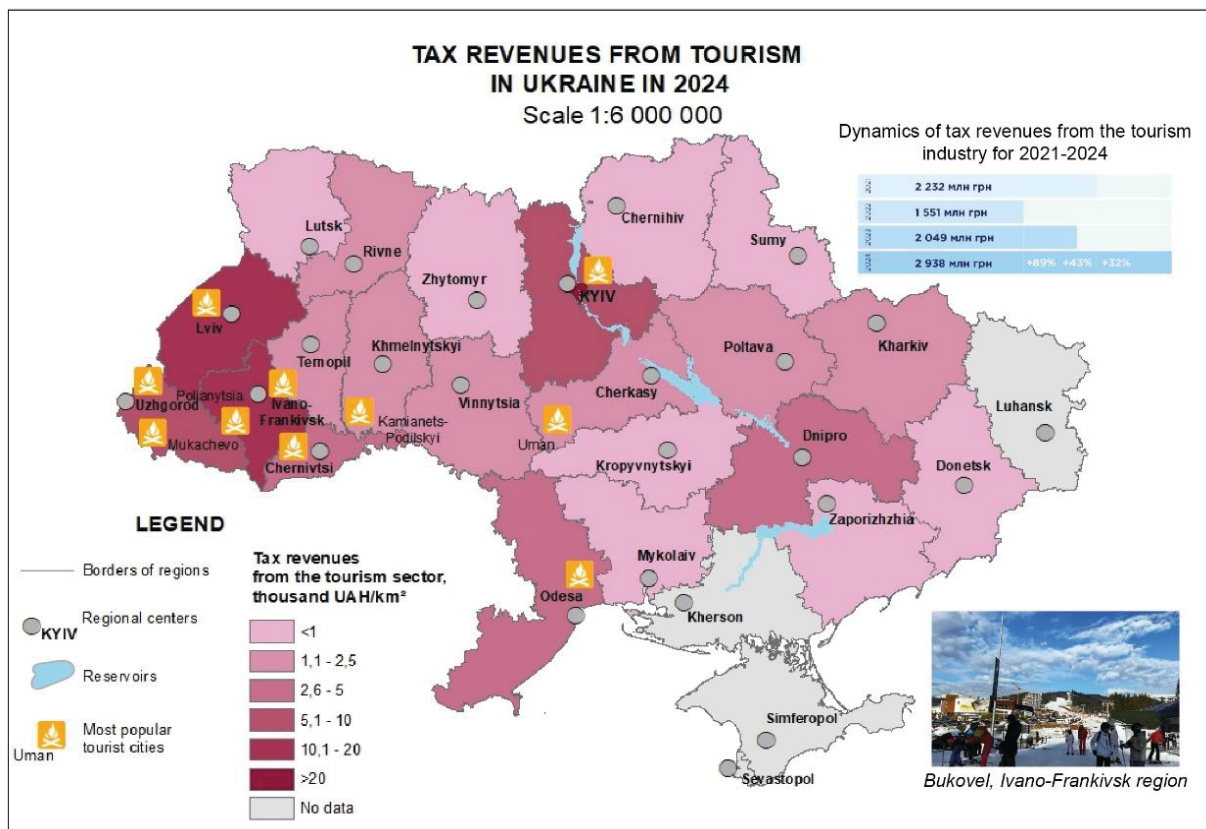 TAX REVENUES FROM TOURISM
IN UKRAINE IN 2024
Scale 1:6 000 000
Dynamics of tax revenues from the tourism
industry for 2021-2024
2021
2 232 млн грн
2022
1 551 млн грн
2023
2 049 млн грн
2024
2 938 млн грн +89% +43% +32%
Chernihiv
Lutsk
Sumy
Rivne
Zhytomyr
KYIV
Lviv
Ternopil
Khmelnytskyi
Poltava
Kharkiv
Cherkasy
Vinnytsia
Luhansk
Uzhgorod
Poljanytsia
Ivano-
Frankivsk
Kamianets-
Podilskyi
Mukachevo
Chernivtsi
Uman
Dnipro
Kropyvnytskyi
Donetsk
Zaporizhzhia
Mykolaiv
Odesa
Kherson
Simferopol
Sevastopol
LEGEND
Borders of regions
KYIV
Regional centers
Reservoirs
Uman
Most popular
tourist cities
Tax revenues
from the tourism sector,
thousand UAH/km²
<1
1,1 - 2,5
2,6 - 5
5,1 - 10
10,1 - 20
>20
No data
Bukovel, Ivano-Frankivsk region